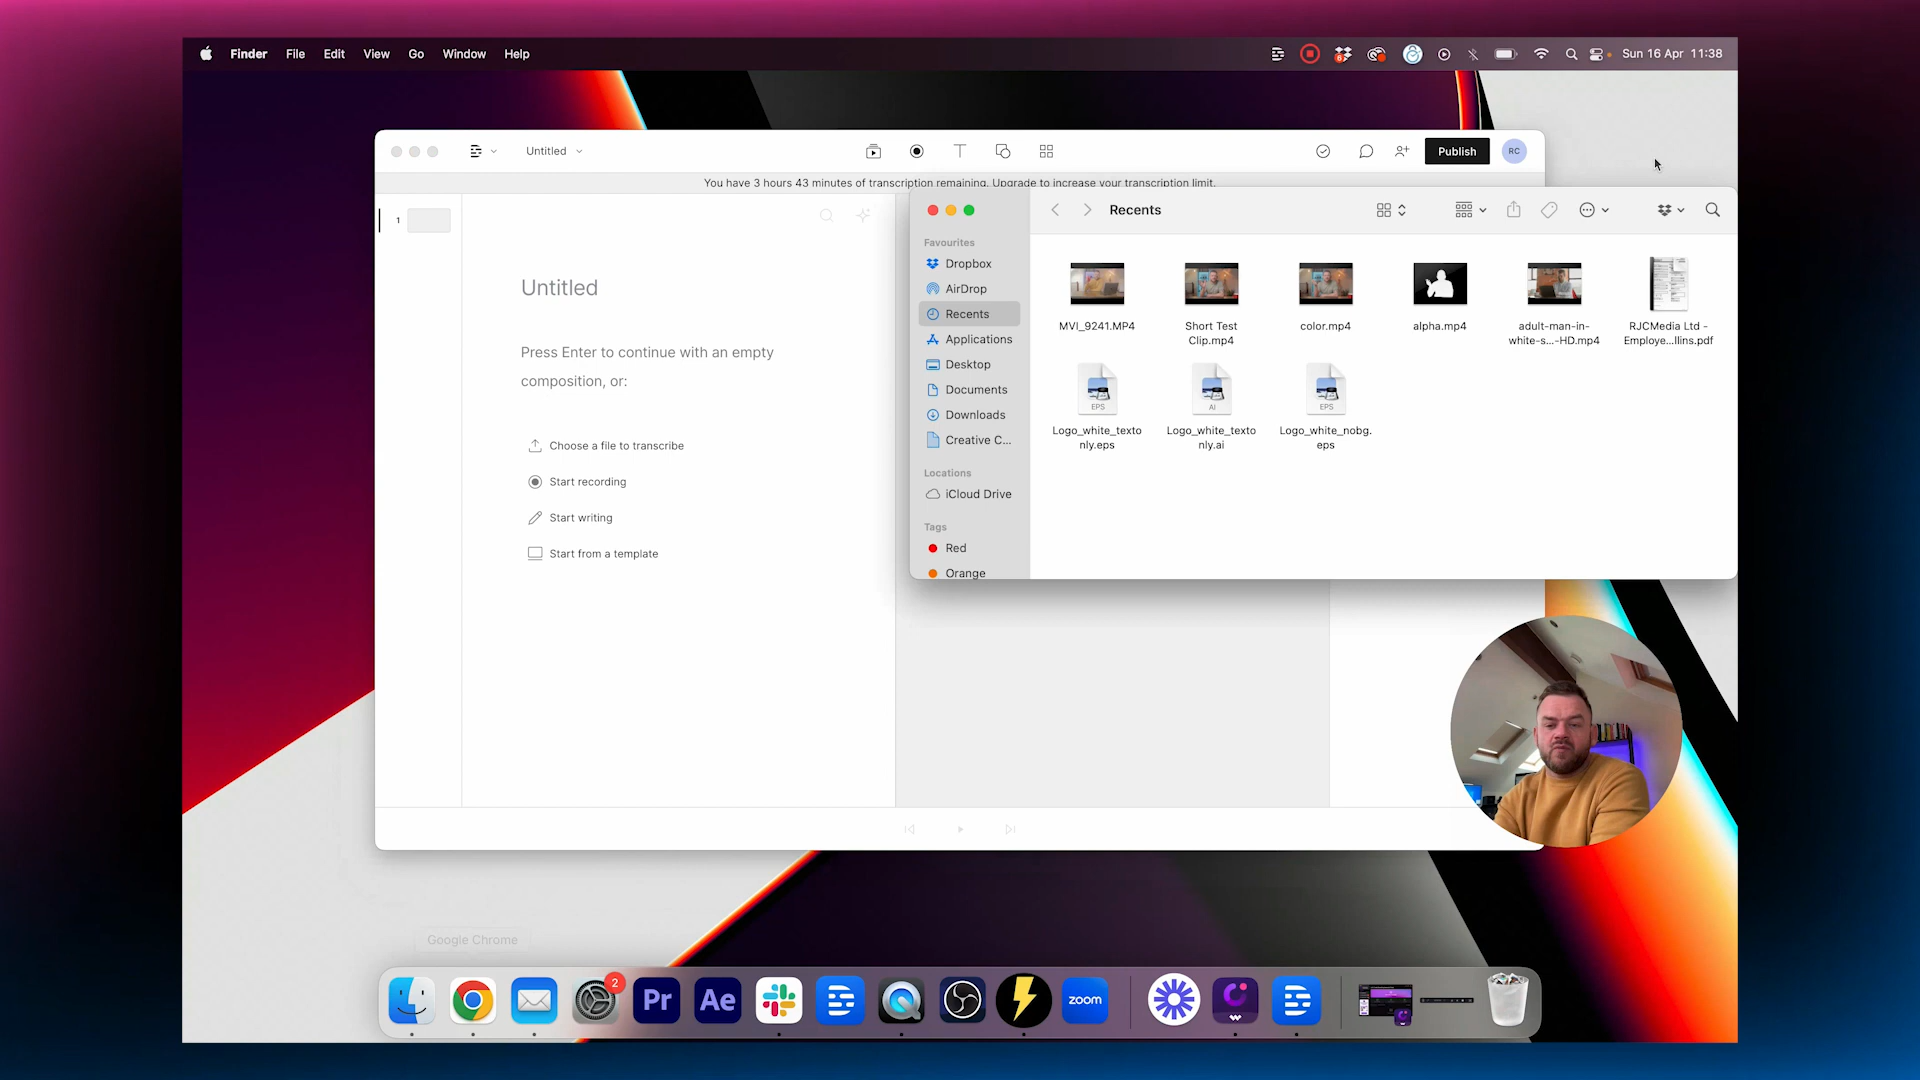 Finder File Edit View Go Window Help
6
Sun 16 Apr 11:38
Untitled
Publish
RC
You have 3 hours 43 minutes of transcription remaining. Upgrade to increase your transcription limit.
1
Untitled
Press Enter to continue with an empty
composition, or:
Choose a file to transcribe
Start recording
Start writing
Start from a template
Recents
Favourites
Dropbox
AirDrop
Recents
Applications
Desktop
Documents
Downloads
Creative C...
Locations
iCloud Drive
Tags
Red
Orange
MVI_9241.MP4
Short Test
Clip.mp4
color.mp4
alpha.mp4
adult-man-in-
white-s...-HD.mp4
RJCMedia Ltd -
Employe...llins.pdf
EPS
AI
EPS
Logo_white_texto
nly.eps
Logo_white_texto
nly.ai
Logo_white_nobg.
eps
Google Chrome
2
Pr
Ae
zoom